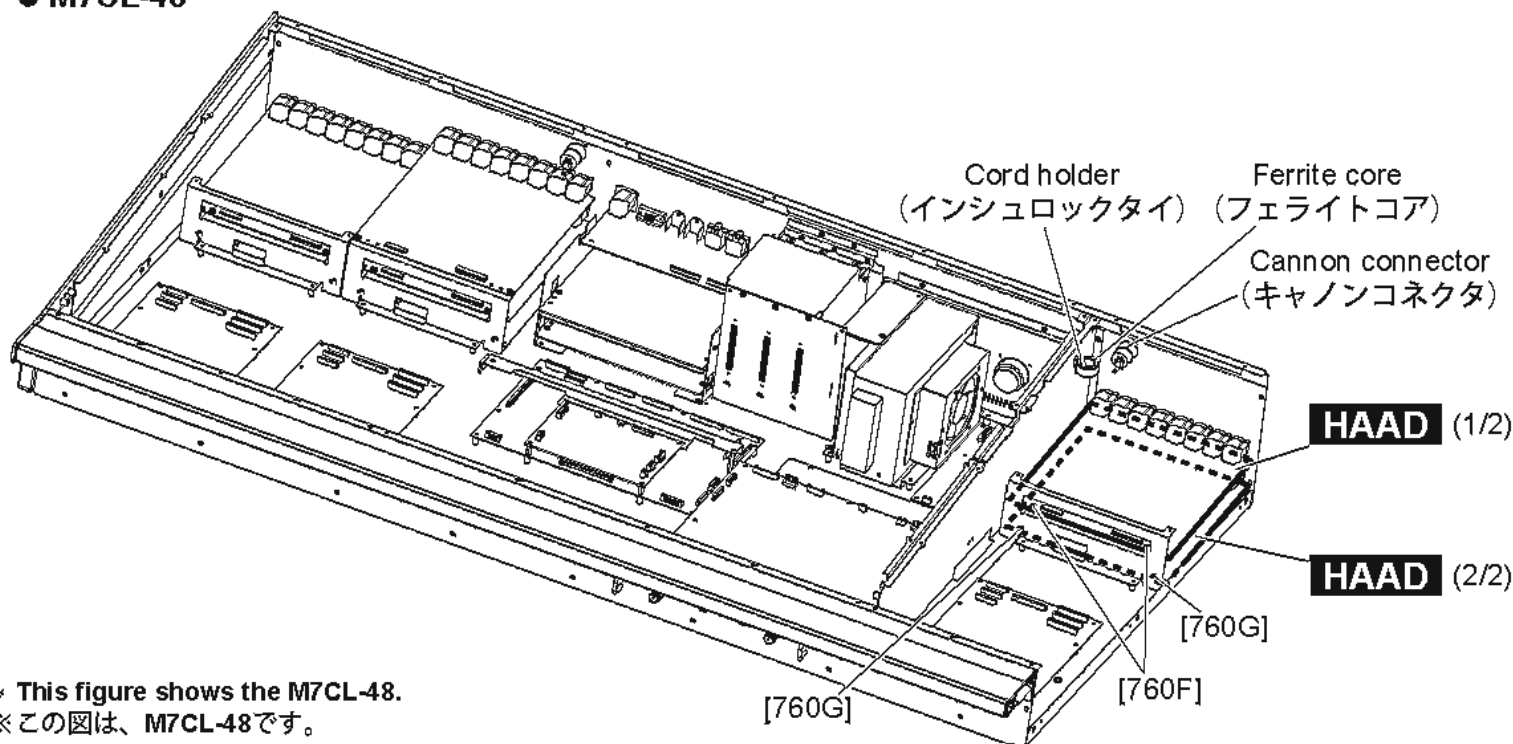 ● M7CL-48
Cord holder
(インシュロックタイ)
Ferrite core
(フェライトコア)
Cannon connector
(キャノンコネクタ)
HAAD (1/2)
HAAD (2/2)
[760G]
[760F]
[760G]
※ This figure shows the M7CL-48.
※この図は、M7CL-48です。